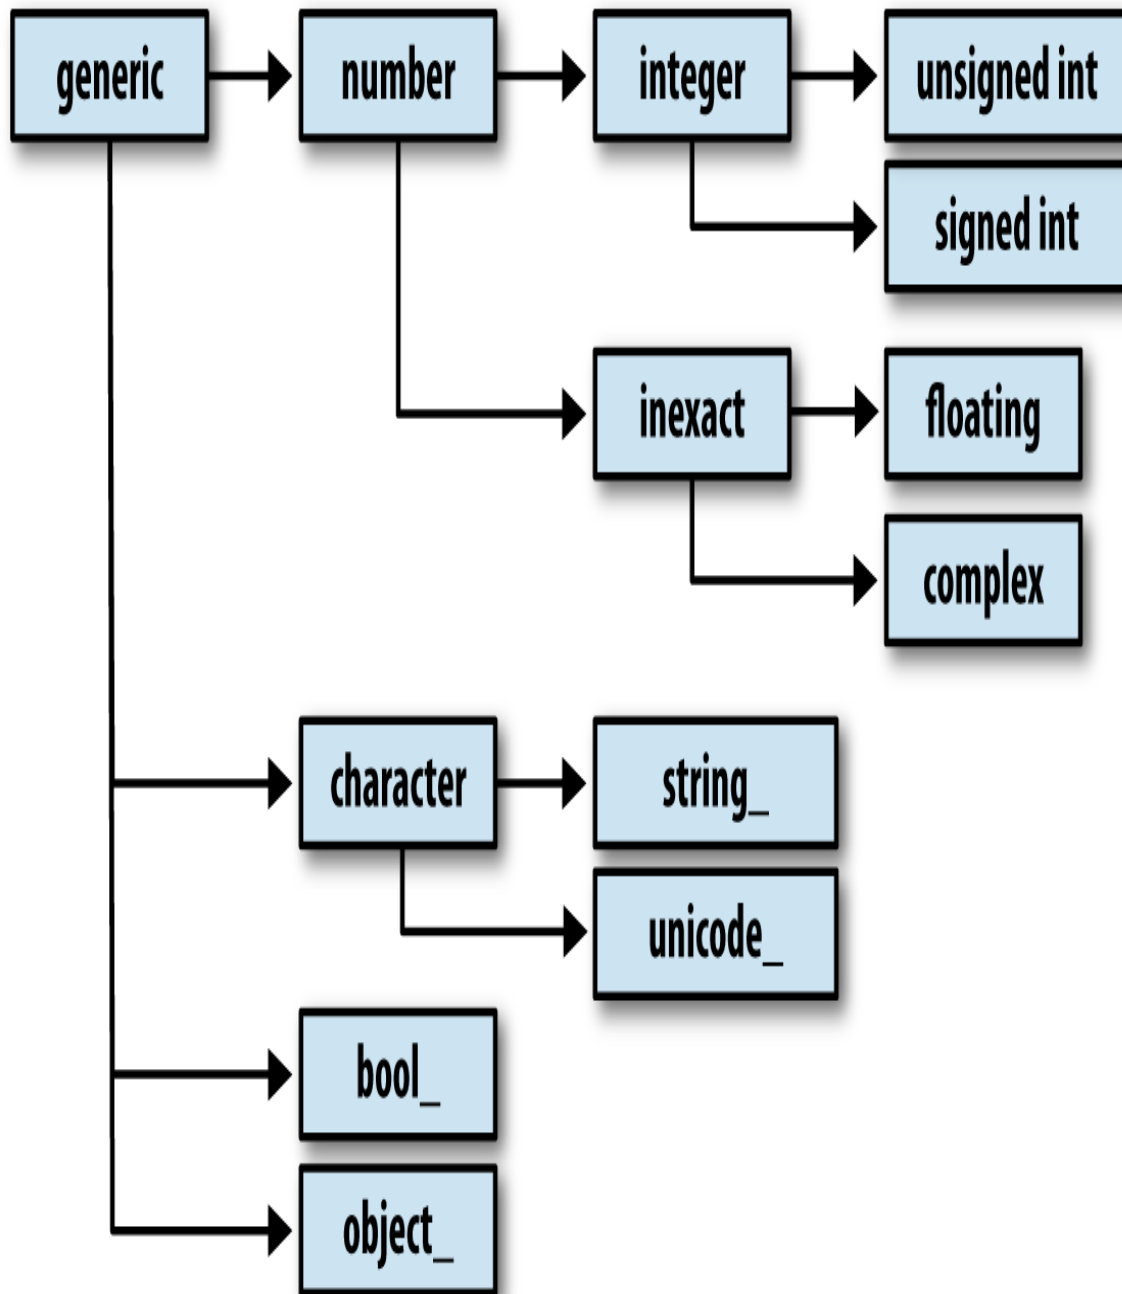 generic
number
integer
unsigned int
signed int
inexact
floating
complex
character
string_
unicode_
bool_
object_